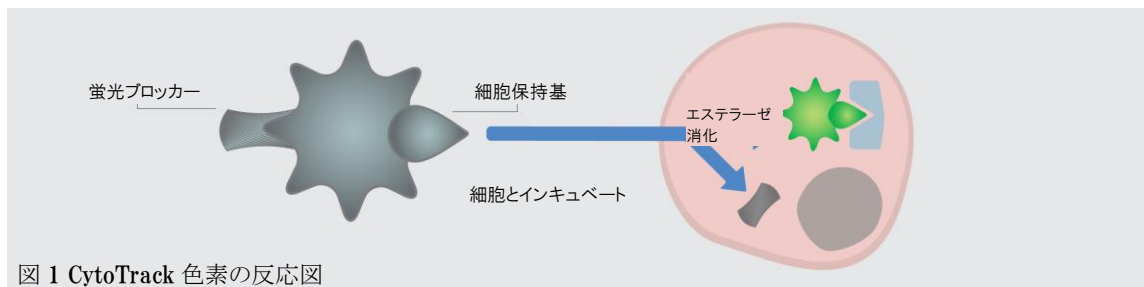 蛍光ブロッカー
細胞保持基
エステラーゼ
消化
細胞とインキュベート
図 1 CytoTrack 色素の反応図